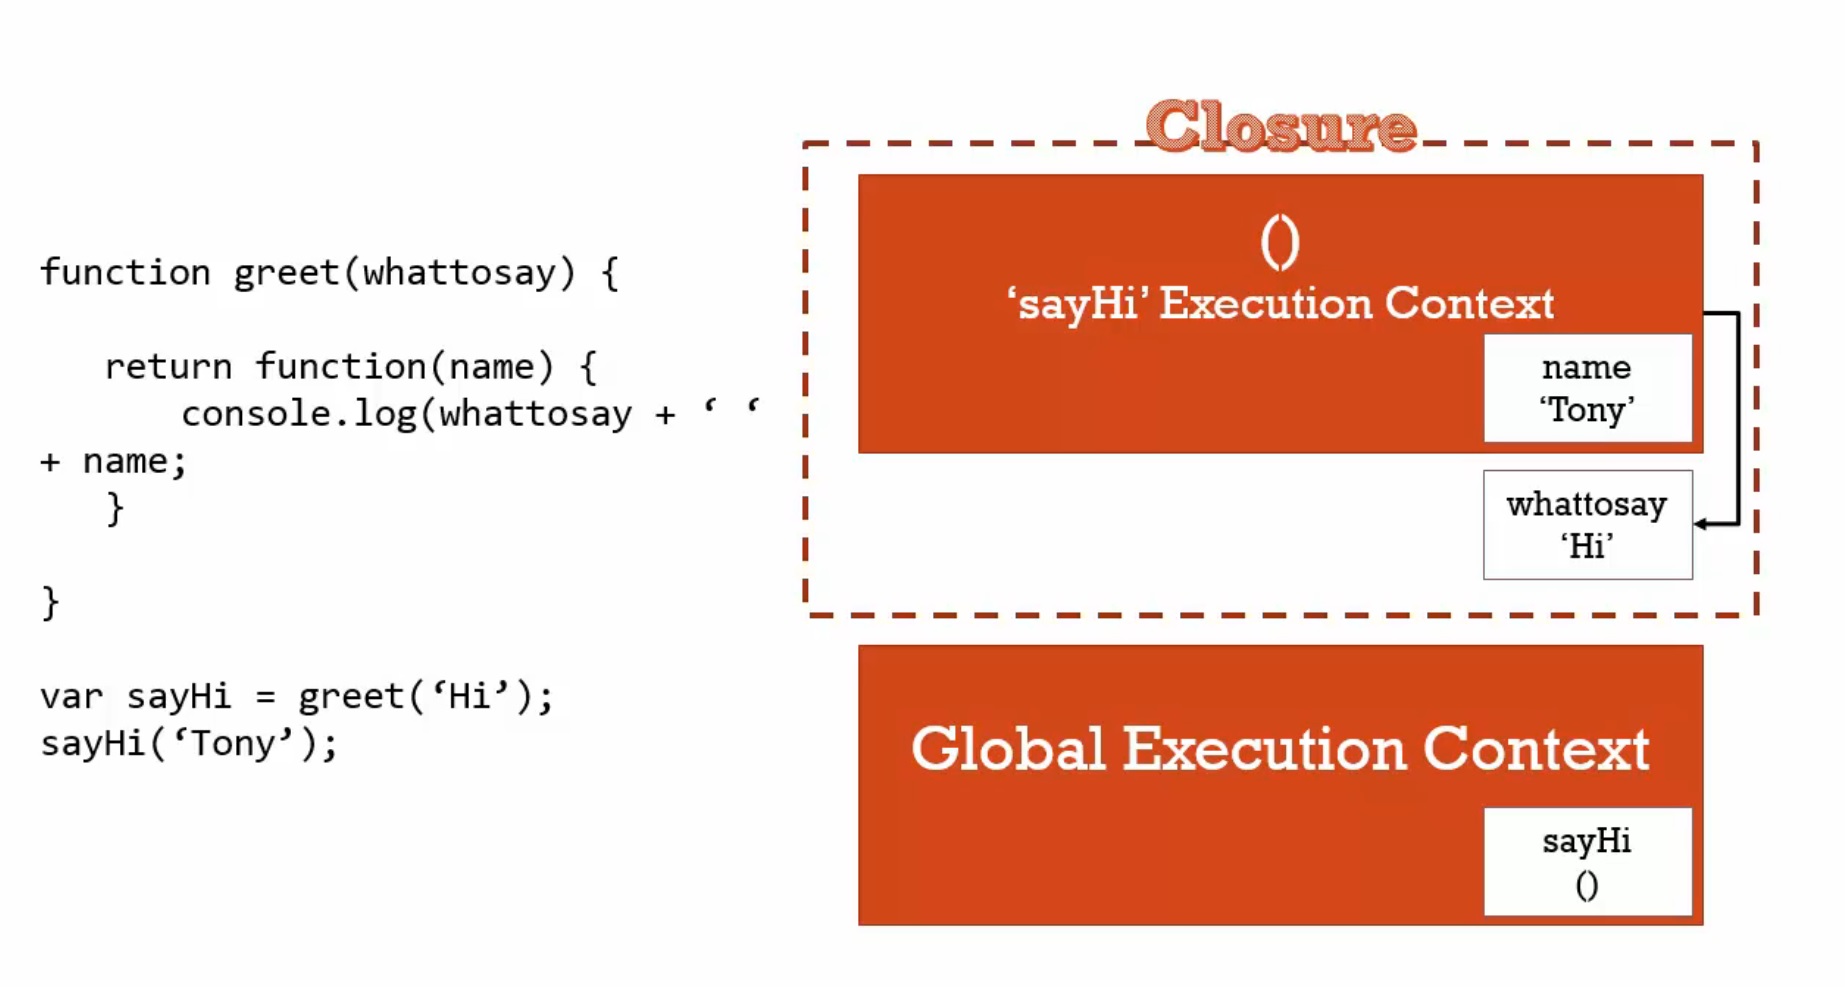 function greet(whattosay) {
return function(name) {
console.log(whattosay + ‘ ‘
+ name;
}
}
var sayHi = greet(‘Hi’);
sayHi(‘Tony’);
Closure
()
‘sayHi’ Execution Context
name
‘Tony’
whattosay
‘Hi’
Global Execution Context
sayHi
()